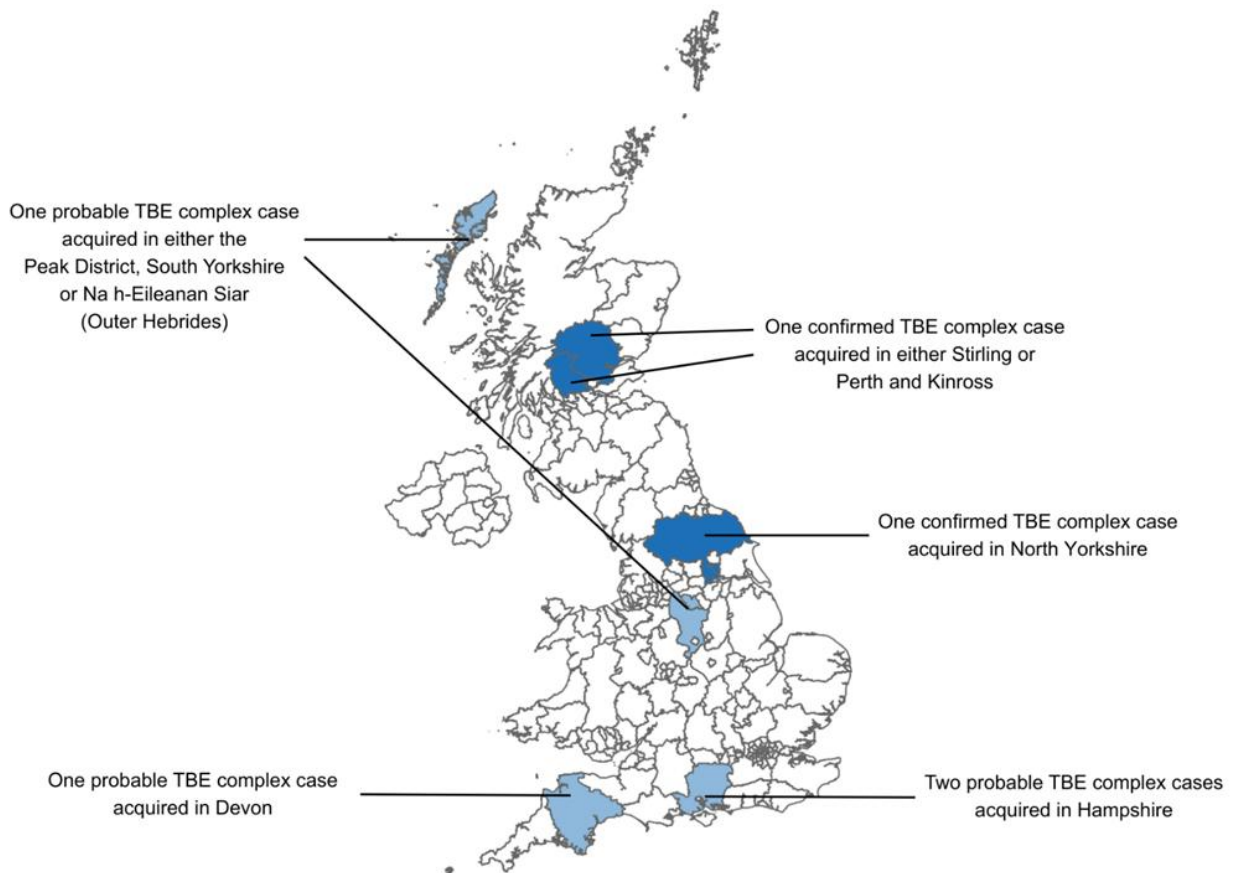 One probable TBE complex case
acquired in either the
Peak District, South Yorkshire
or Na h-Eileanan Siar
(Outer Hebrides)
One confirmed TBE complex case
acquired in either Stirling or
Perth and Kinross
One confirmed TBE complex case
acquired in North Yorkshire
One probable TBE complex case
acquired in Devon
Two probable TBE complex cases
acquired in Hampshire